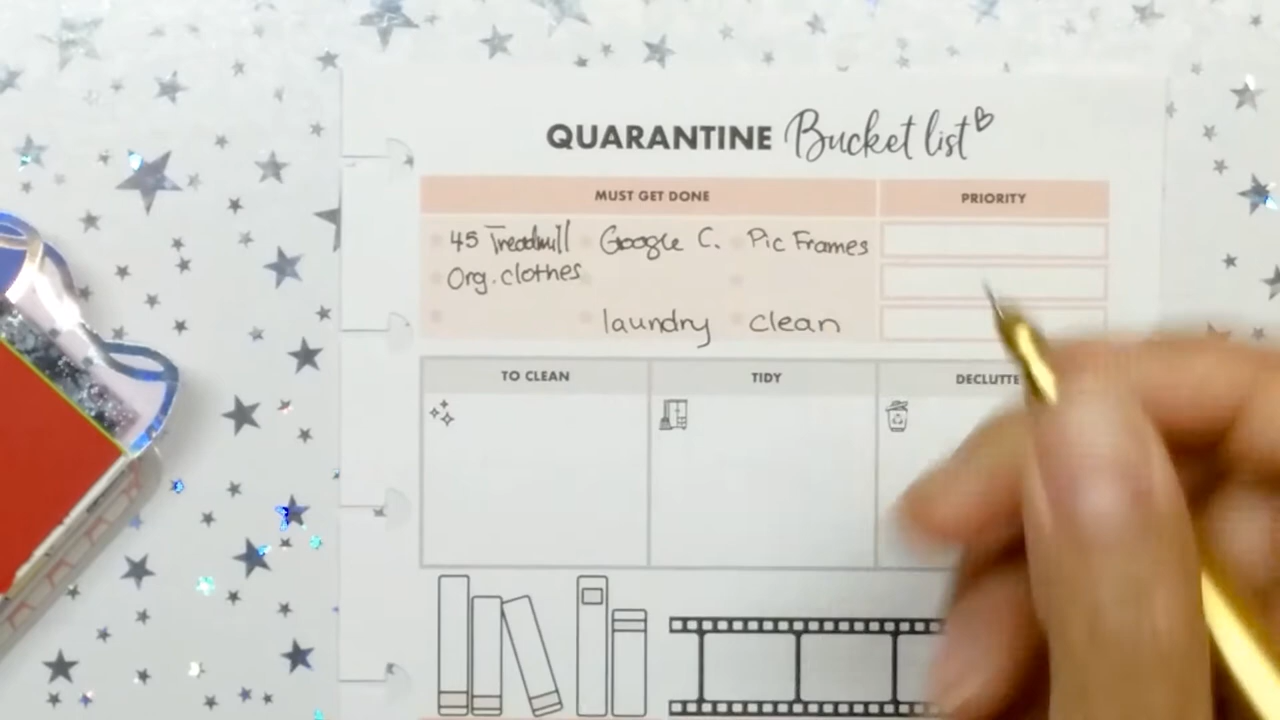 QUARANTINE Bucket list
MUST GET DONE PRIORITY
45 Treadmill Google C. Pic Frames
Org. clothes
laundry clean
TO CLEAN TIDY DECLUTTE